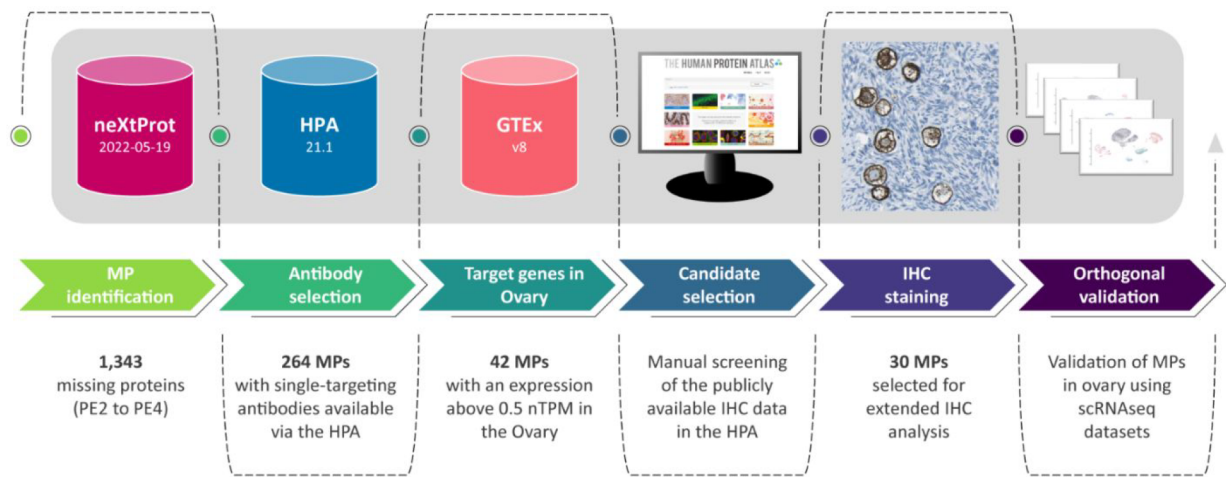 neXtProt
2022-05-19
HPA
21.1
GTEx
v8
THE HUMAN PROTEIN ATLAS
MP
identification
Antibody
selection
Target genes in
Ovary
Candidate
selection
IHC
staining
Orthogonal
validation
1,343
missing proteins
(PE2 to PE4)
264 MPs
with single-targeting
antibodies available
via the HPA
42 MPs
with an expression
above 0.5 nTPM in
the Ovary
Manual screening
of the publicly
available IHC data
in the HPA
30 MPs
selected for
extended IHC
analysis
Validation of MPs
in ovary using
scRNAseq
datasets